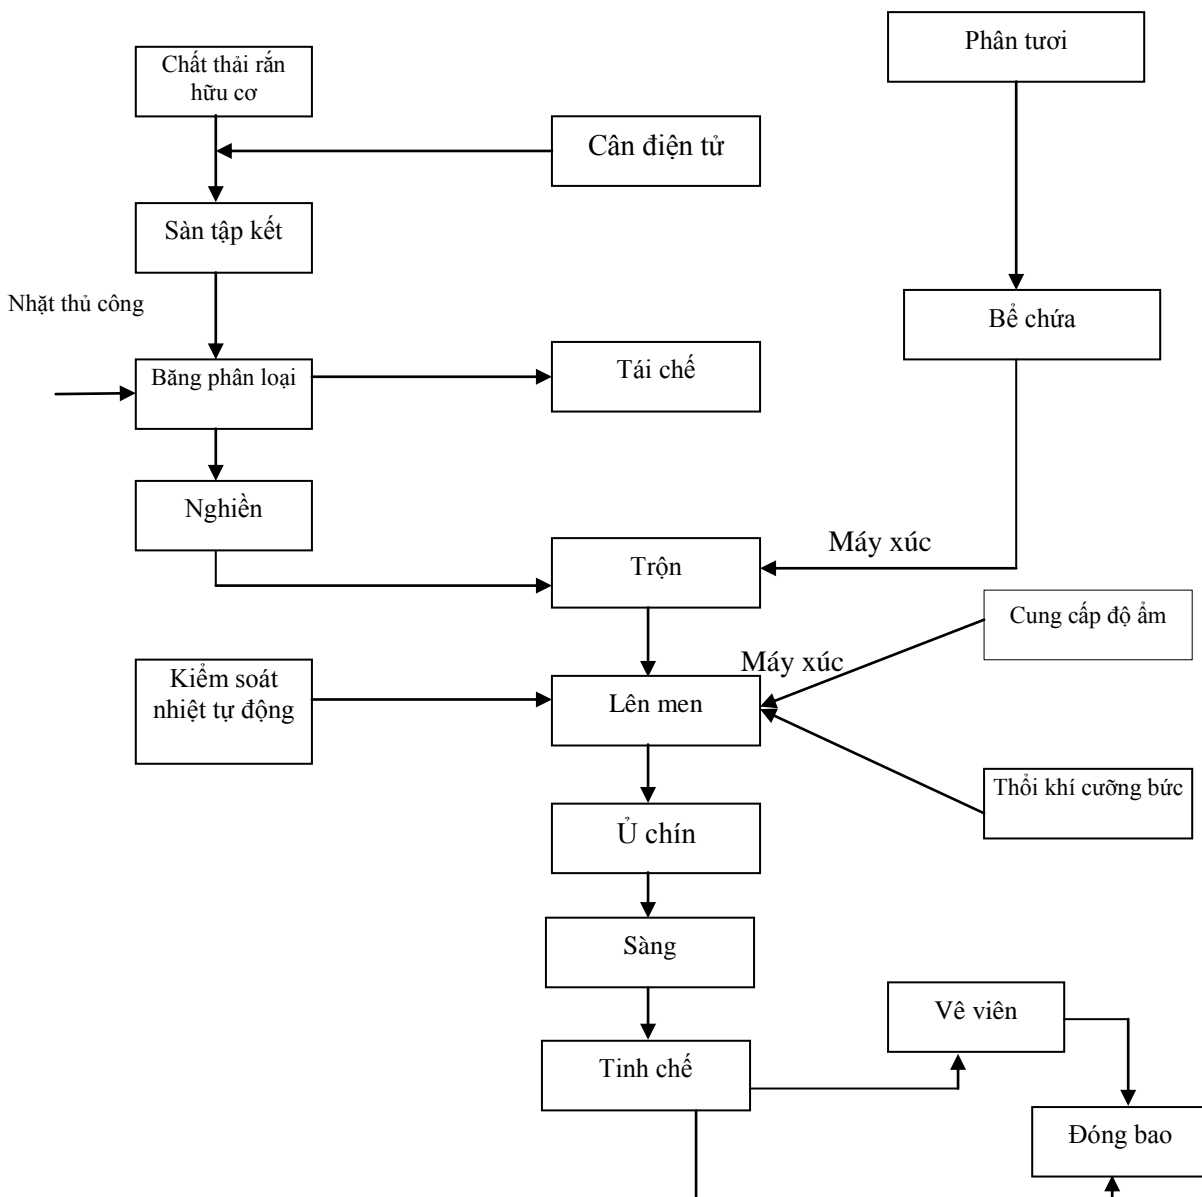 Phân tươi
Chất thải rắn
hữu cơ
Cân điện tử
Sàn tập kết
Nhặt thủ công
Bể chứa
Băng phân loại
Tái chế
Nghiền
Máy xúc
Trộn
Cung cấp độ ẩm
Máy xúc
Kiểm soát
nhiệt tự động
Lên men
Thổi khí cưỡng bức
Ủ chín
Sàng
Vê viên
Tinh chế
Đóng bao